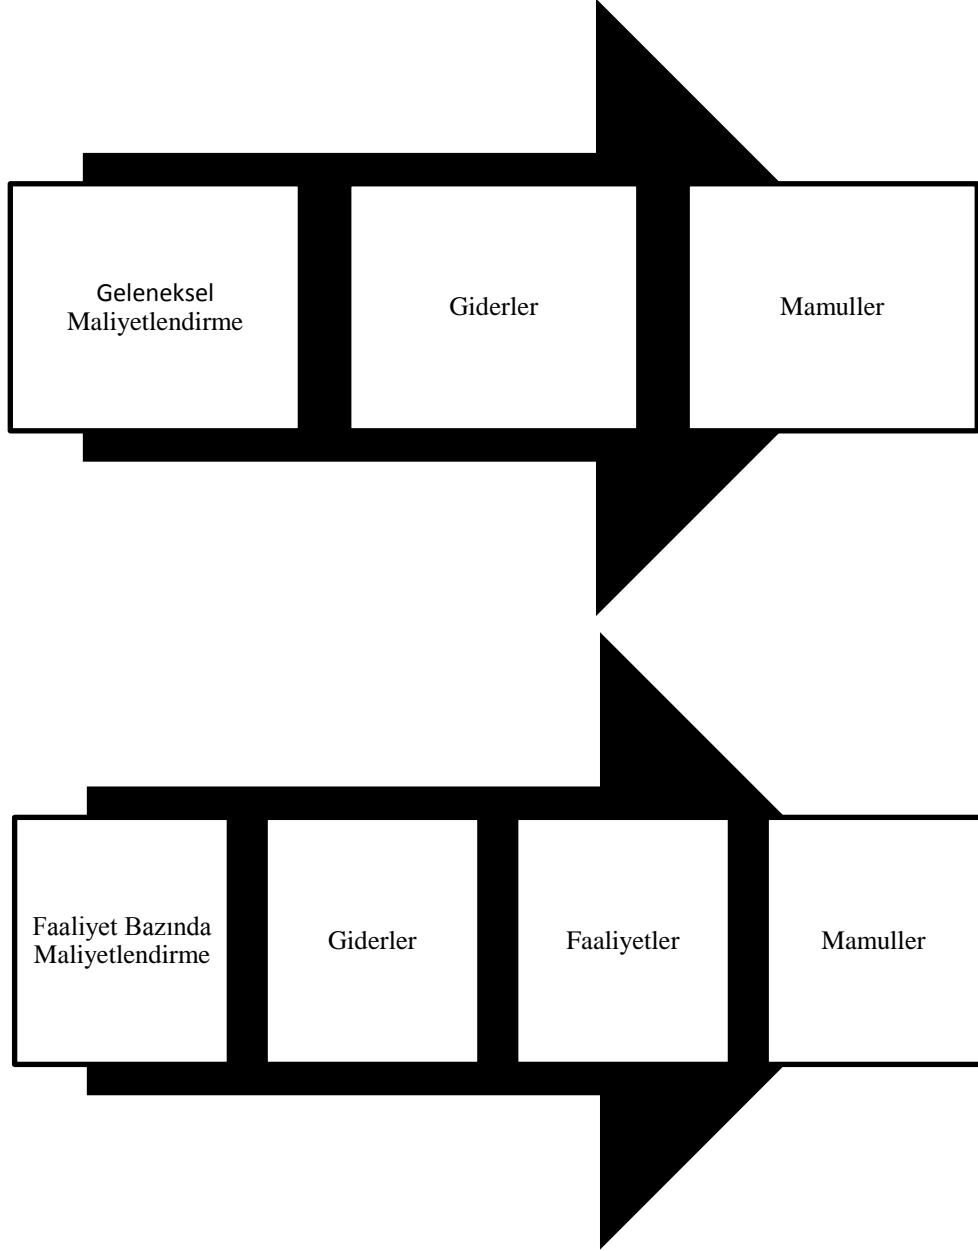 Geleneksel
Maliyetlendirme
Giderler
Mamuller
Faaliyet Bazında
Maliyetlendirme
Giderler
Faaliyetler
Mamuller